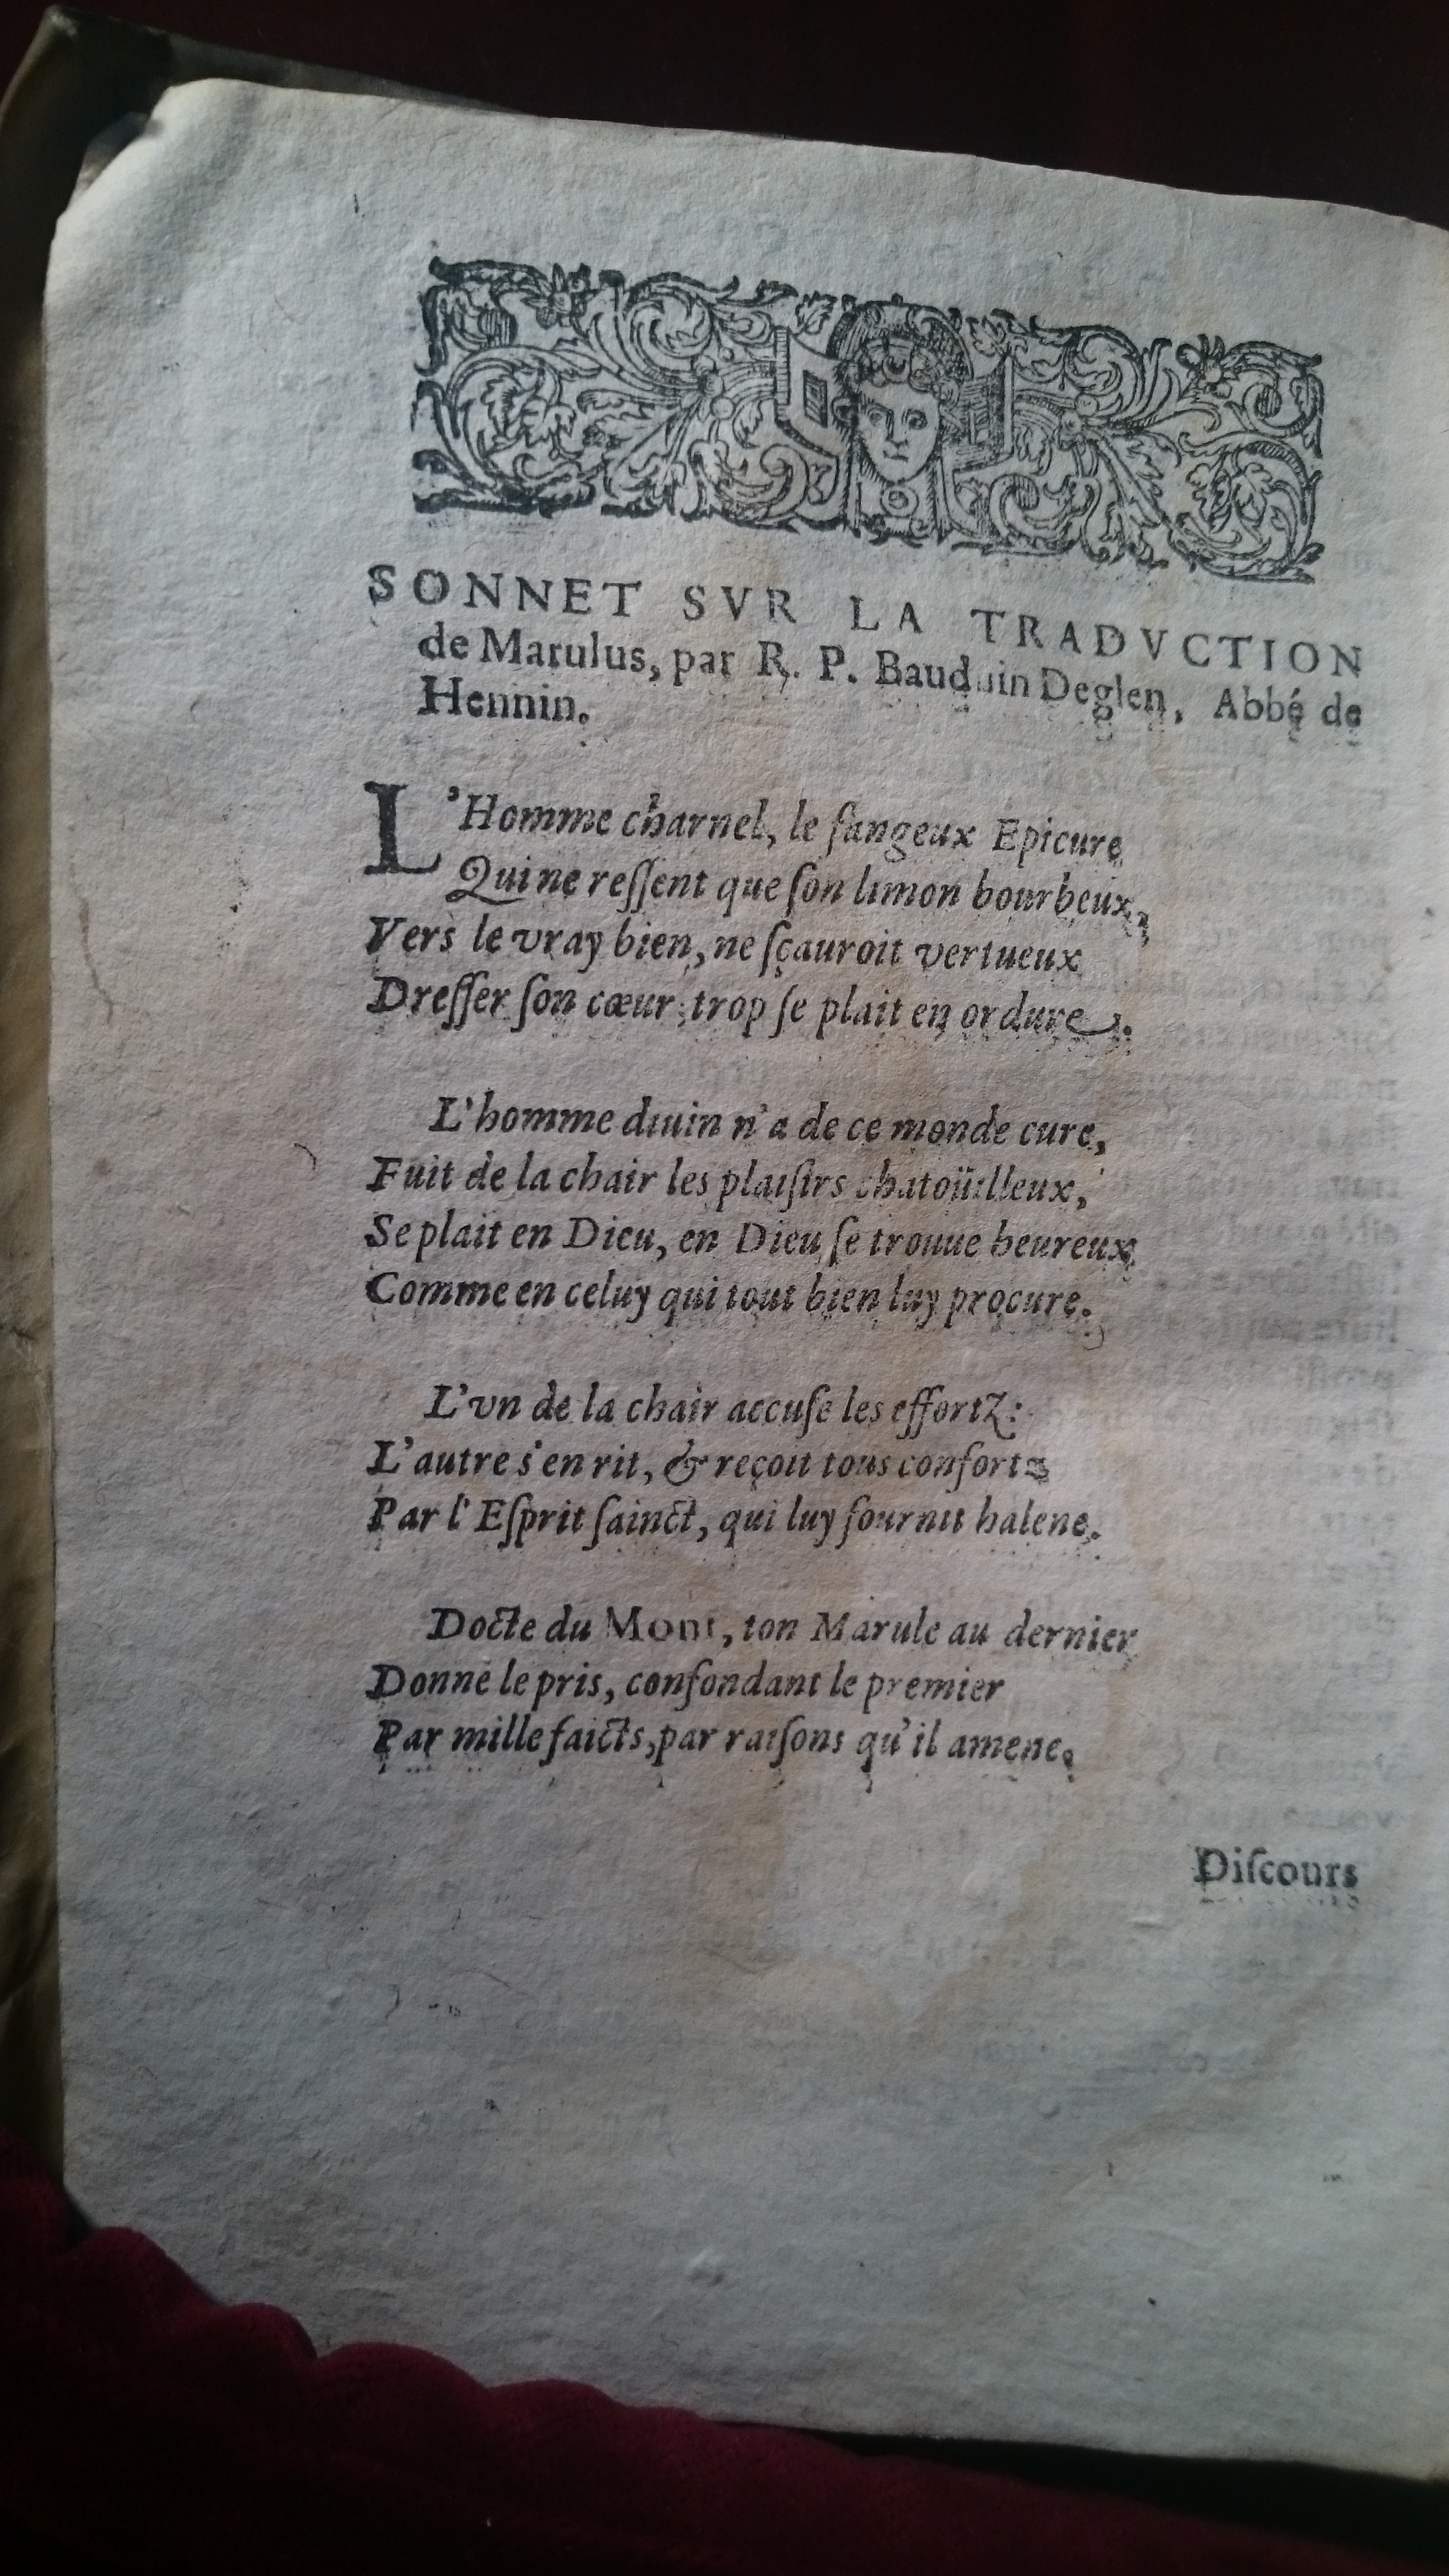 SONNET SVR LA TRADVCTION
de Marulus, par R. P. Bauduin Deglen, Abbé de
Hennin.
L'Homme charnel, le fangeux Epicure
Qui ne reſſent que ſon limon bourbeux,
Vers le vray bien, ne ſçauroit vertueux
Dreſſer ſon cœur: trop ſe plait en ordure.
L'homme diuin n'a de ce monde cure,
Fuit de la chair les plaiſirs chatoüilleux,
Se plait en Dieu, en Dieu ſe trouue heureux
Comme en celuy qui tout bien luy procure.
L'vn de la chair accuſe les effortz:
L'autre s'en rit, & reçoit tous confortz
Par l'Eſprit ſainct, qui luy fournit halene.
Docte du Mont, ton Marule au dernier
Donne le pris, confondant le premier
Par mille faicts, par raiſons qu'il amene.
Diſcours